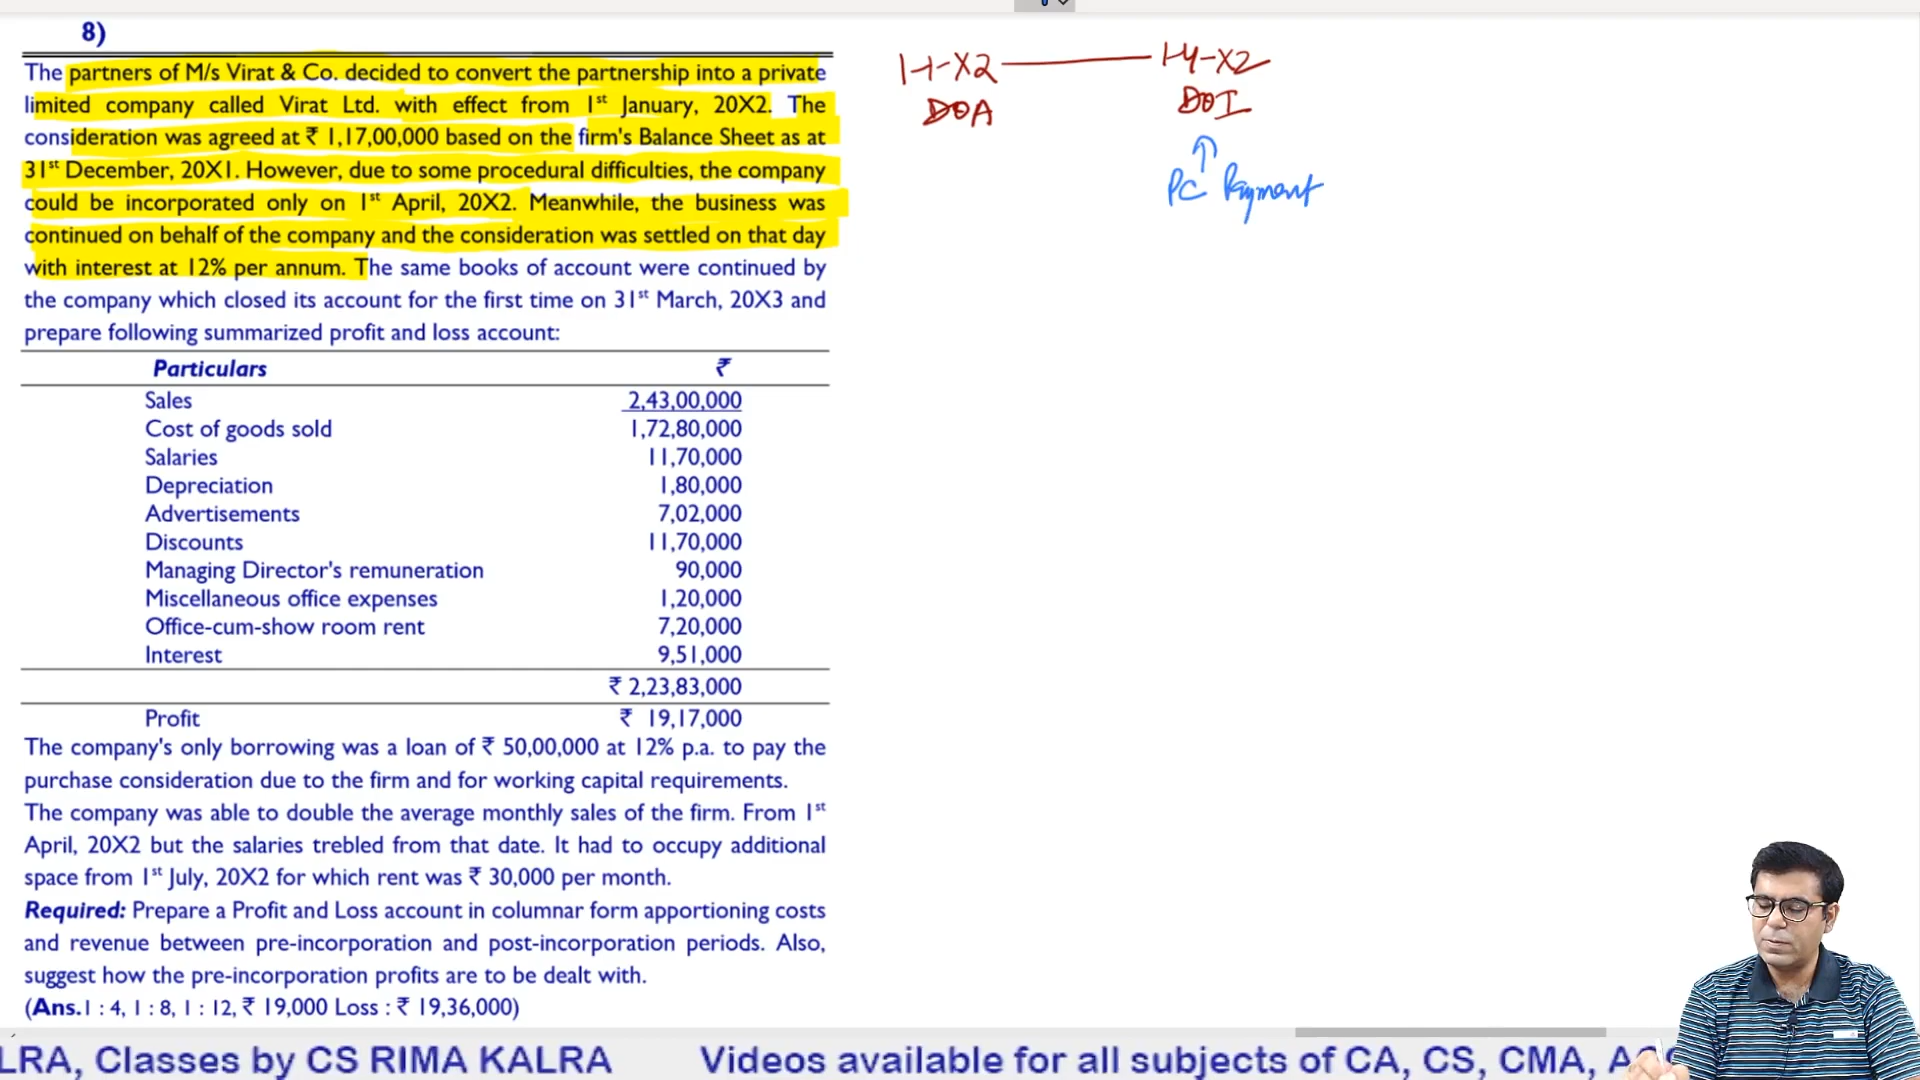 8)
The partners of M/s Virat & Co. decided to convert the partnership into a private
limited company called Virat Ltd. with effect from 1st January, 20X2. The
consideration was agreed at ₹ 1,17,00,000 based on the firm's Balance Sheet as at
31st December, 20X1. However, due to some procedural difficulties, the company
could be incorporated only on 1st April, 20X2. Meanwhile, the business was
continued on behalf of the company and the consideration was settled on that day
with interest at 12% per annum. The same books of account were continued by
the company which closed its account for the first time on 31st March, 20X3 and
prepare following summarized profit and loss account:
Particulars ₹
Sales 2,43,00,000
Cost of goods sold 1,72,80,000
Salaries 11,70,000
Depreciation 1,80,000
Advertisements 7,02,000
Discounts 11,70,000
Managing Director's remuneration 90,000
Miscellaneous office expenses 1,20,000
Office-cum-show room rent 7,20,000
Interest 9,51,000
₹ 2,23,83,000
Profit ₹ 19,17,000
The company's only borrowing was a loan of ₹ 50,00,000 at 12% p.a. to pay the
purchase consideration due to the firm and for working capital requirements.
The company was able to double the average monthly sales of the firm. From 1st
April, 20X2 but the salaries trebled from that date. It had to occupy additional
space from 1st July, 20X2 for which rent was ₹ 30,000 per month.
Required: Prepare a Profit and Loss account in columnar form apportioning costs
and revenue between pre-incorporation and post-incorporation periods. Also,
suggest how the pre-incorporation profits are to be dealt with.
(Ans.1 : 4, 1 : 8, 1 : 12, ₹ 19,000 Loss : ₹ 19,36,000)
1-1-X2 1-4-X2
DOA DOI
PC Payment
LRA, Classes by CS RIMA KALRA Videos available for all subjects of CA, CS, CMA,